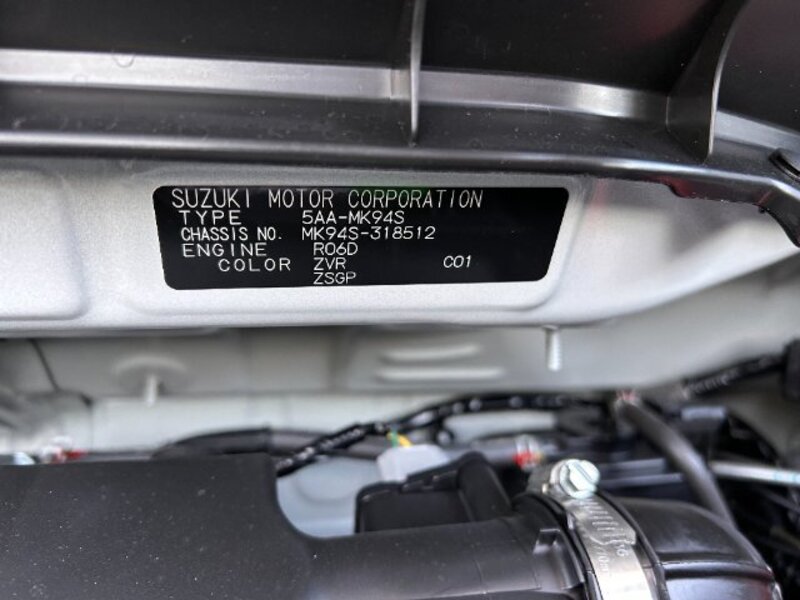 SUZUKI MOTOR CORPORATION
TYPE 5AA-MK94S
CHASSIS NO. MK94S-318512
ENGINE R06D
COLOR ZVR C01
ZSGP